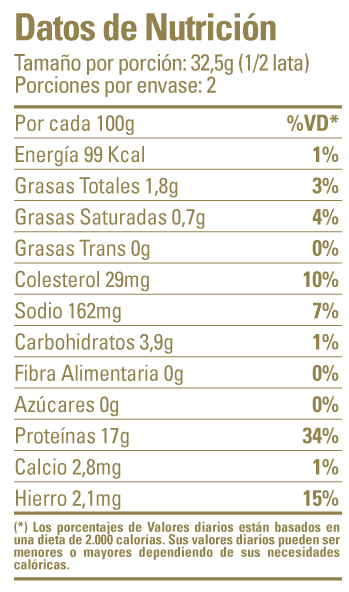 Datos de Nutrición
Tamaño por porción: 32,5g (1/2 lata)
Porciones por envase: 2
Por cada 100g %VD*
Energía 99 Kcal 1%
Grasas Totales 1,8g 3%
Grasas Saturadas 0,7g 4%
Grasas Trans 0g 0%
Colesterol 29mg 10%
Sodio 162mg 7%
Carbohidratos 3,9g 1%
Fibra Alimentaria 0g 0%
Azúcares 0g 0%
Proteínas 17g 34%
Calcio 2,8mg 1%
Hierro 2,1mg 15%
(*) Los porcentajes de Valores diarios están basados en
una dieta de 2.000 calorías. Sus valores diarios pueden ser
menores o mayores dependiendo de sus necesidades
calóricas.